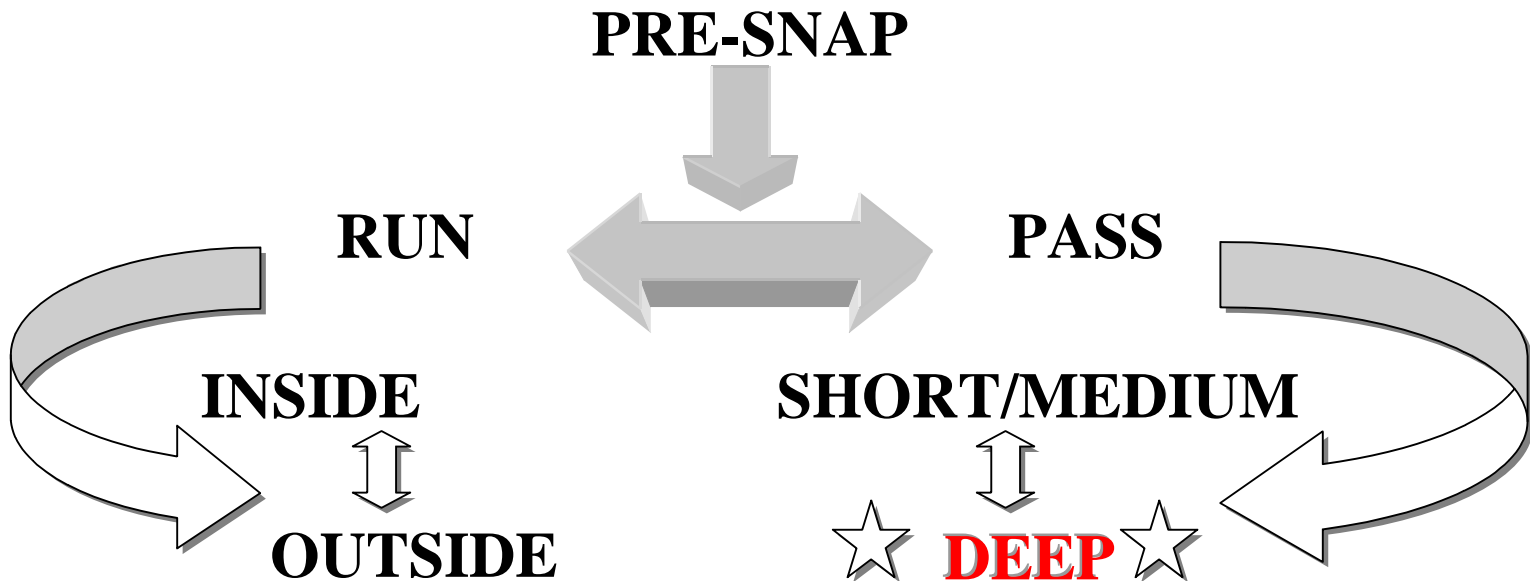 PRE-SNAP
RUN
PASS
INSIDE
SHORT/MEDIUM
OUTSIDE
DEEP